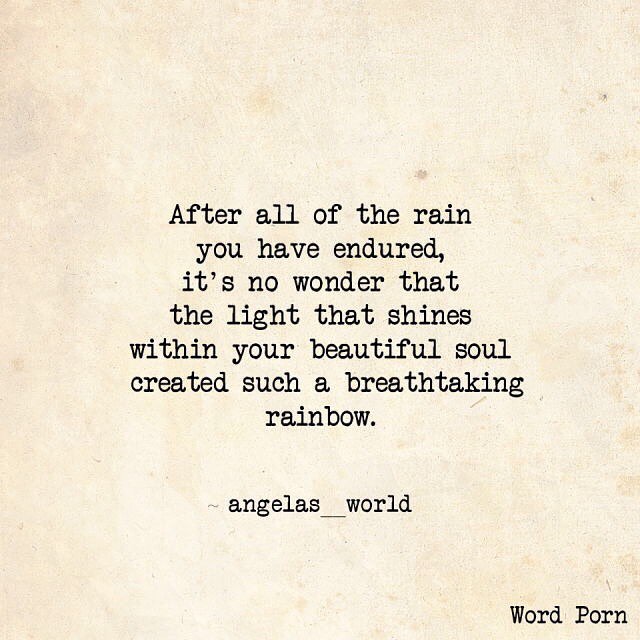 After all of the rain
you have endured,
it's no wonder that
the light that shines
within your beautiful soul
created such a breathtaking
rainbow.
~ angelas__world
Word Porn